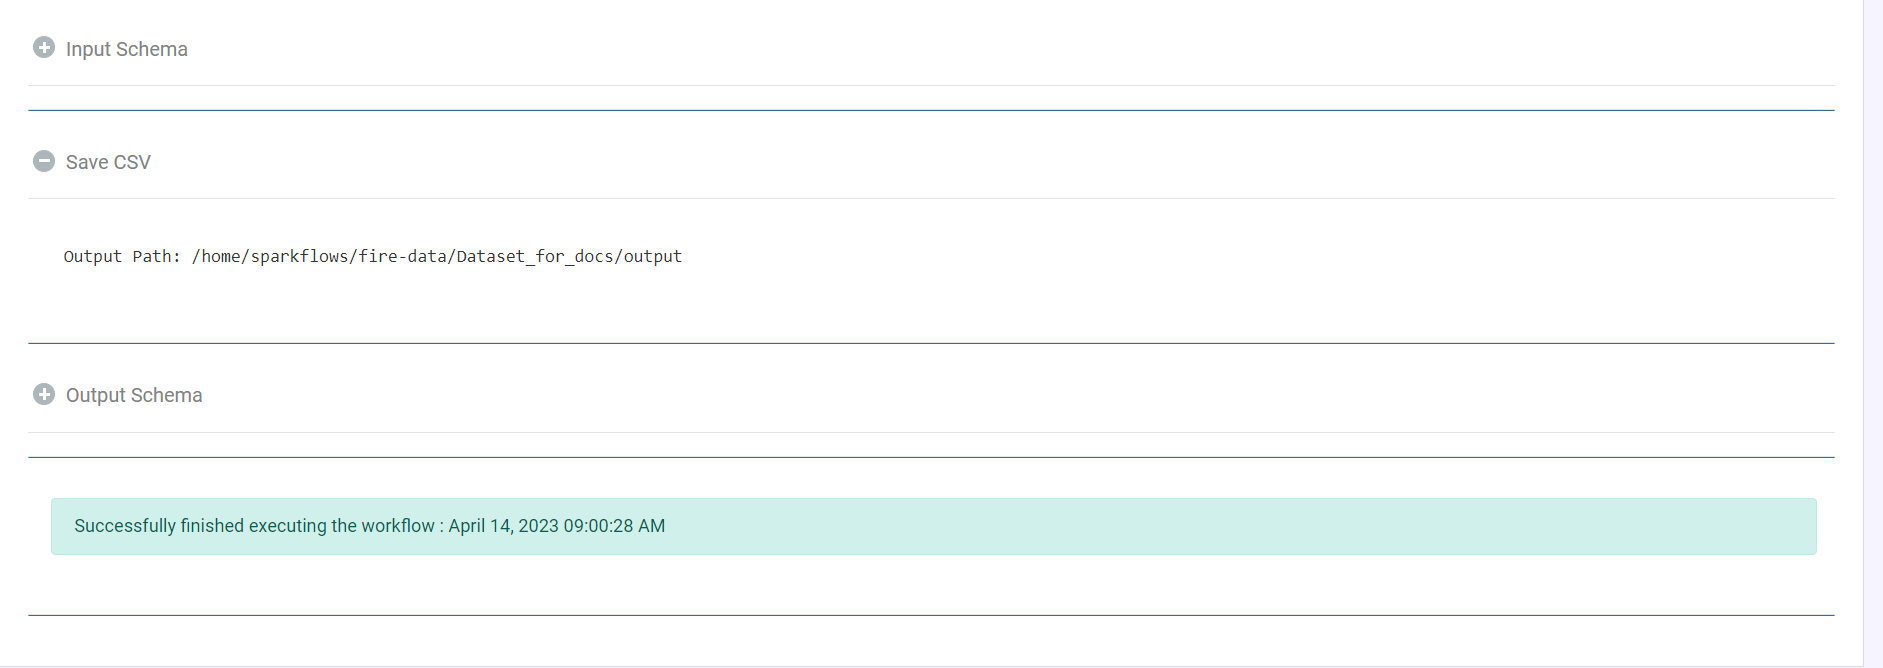 Input Schema
Save CSV
Output Path: /home/sparkflows/fire-data/Dataset_for_docs/output
Output Schema
Successfully finished executing the workflow : April 14, 2023 09:00:28 AM